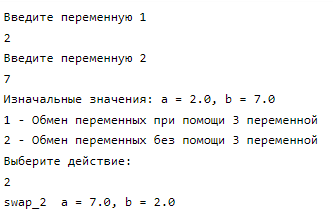 Введите переменную 1
2
Введите переменную 2
7
Изначальные значения: a = 2.0, b = 7.0
1 - Обмен переменных при помощи 3 переменной
2 - Обмен переменных без помощи 3 переменной
Выберите действие:
2
swap_2  a = 7.0, b = 2.0